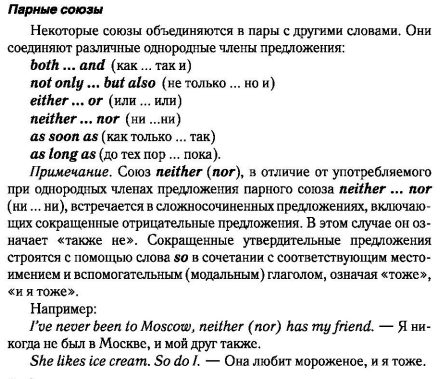 Парные союзы
Некоторые союзы объединяются в пары с другими словами. Они
соединяют различные однородные члены предложения:
both ... and (как ... так и)
not only ... but also (не только ... но и)
either ... or (или ... или)
neither ... nor (ни ...ни)
as soon as (как только ... так)
as long as (до тех пор ... пока).
Примечание. Союз neither (nor), в отличие от употребляемого
при однородных членах предложения парного союза neither ... nor
(ни ... ни), встречается в сложносочиненных предложениях, включаю-
щих сокращенные отрицательные предложения. В этом случае он оз-
начает «также не». Сокращенные утвердительные предложения
строятся с помощью слова so в сочетании с соответствующим место-
имением и вспомогательным (модальным) глаголом, означая «тоже»,
«и я тоже».
Например:
I've never been to Moscow, neither (nor) has my friend. — Я ни-
когда не был в Москве, и мой друг также.
She likes ice cream. So do I. — Она любит мороженое, и я тоже.